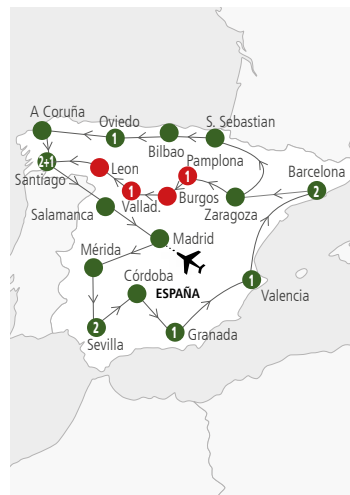 A Coruña
Oviedo
1
Bilbao
S. Sebastian
2+1
Santiago
Leon
Pamplona
1
Barcelona
2
1
Vallad.
Burgos
Zaragoza
Salamanca
Madrid
Mérida
Córdoba
ESPAÑA
1
Valencia
2
Sevilla
1
Granada